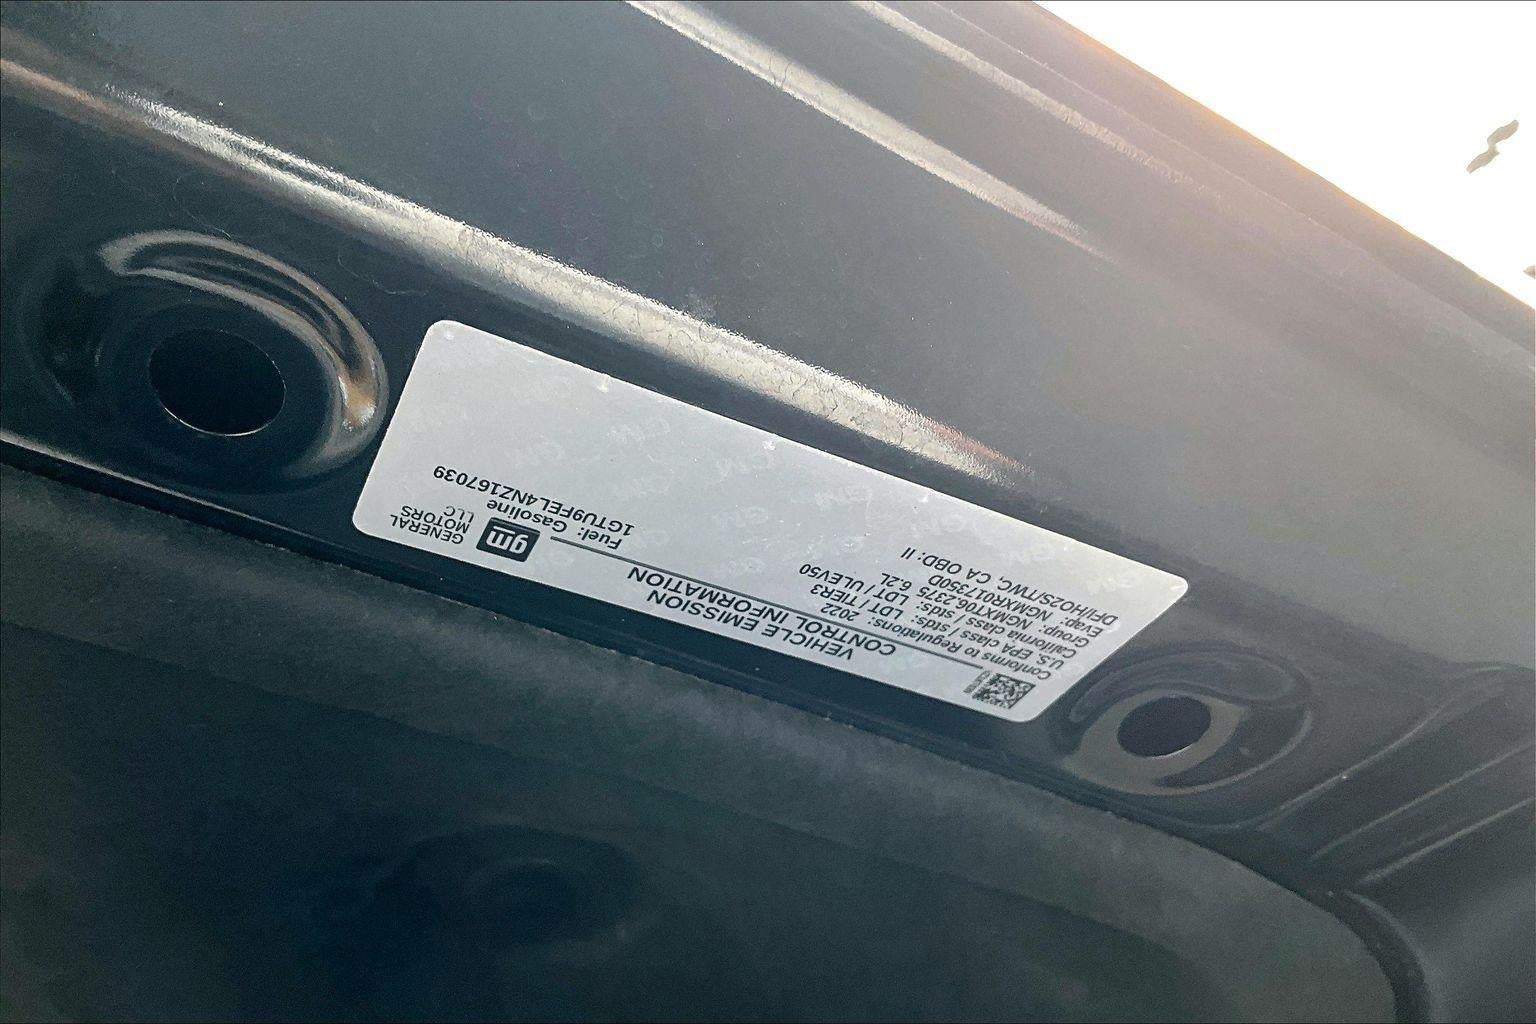 VEHICLE EMISSION
CONTROL INFORMATION
gm
GENERAL
MOTORS
LLC
Conforms to Regulations: 2022
U.S. EPA class / stds: LDT / TIER3
California class / stds: LDT / ULEV50
Group: NGMXT06.2375 6.2L
Evap: NGMXR017350D
DFI/HO2S/TWC, CA OBD: II
Fuel: Gasoline
1GTU9FEL4NZ167039